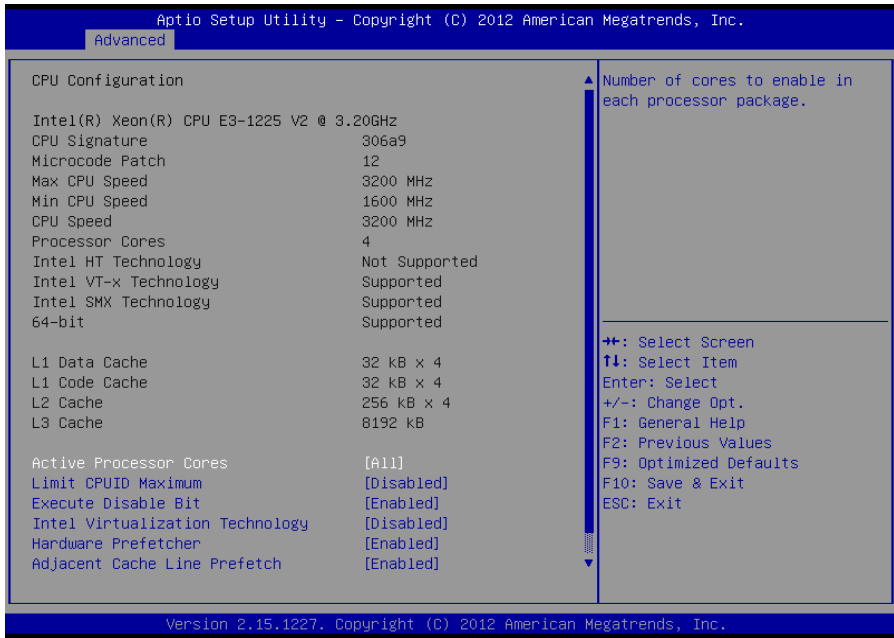 Aptio Setup Utility – Copyright (C) 2012 American Megatrends, Inc.
Advanced
CPU Configuration
Intel(R) Xeon(R) CPU E3-1225 V2 @ 3.20GHz
CPU Signature 306a9
Microcode Patch 12
Max CPU Speed 3200 MHz
Min CPU Speed 1600 MHz
CPU Speed 3200 MHz
Processor Cores 4
Intel HT Technology Not Supported
Intel VT-x Technology Supported
Intel SMX Technology Supported
64-bit Supported
L1 Data Cache 32 kB x 4
L1 Code Cache 32 kB x 4
L2 Cache 256 kB x 4
L3 Cache 8192 kB
Active Processor Cores [All]
Limit CPUID Maximum [Disabled]
Execute Disable Bit [Enabled]
Intel Virtualization Technology [Disabled]
Hardware Prefetcher [Enabled]
Adjacent Cache Line Prefetch [Enabled]
Number of cores to enable in
each processor package.
→←: Select Screen
↑↓: Select Item
Enter: Select
+/-: Change Opt.
F1: General Help
F2: Previous Values
F9: Optimized Defaults
F10: Save & Exit
ESC: Exit
Version 2.15.1227. Copyright (C) 2012 American Megatrends, Inc.